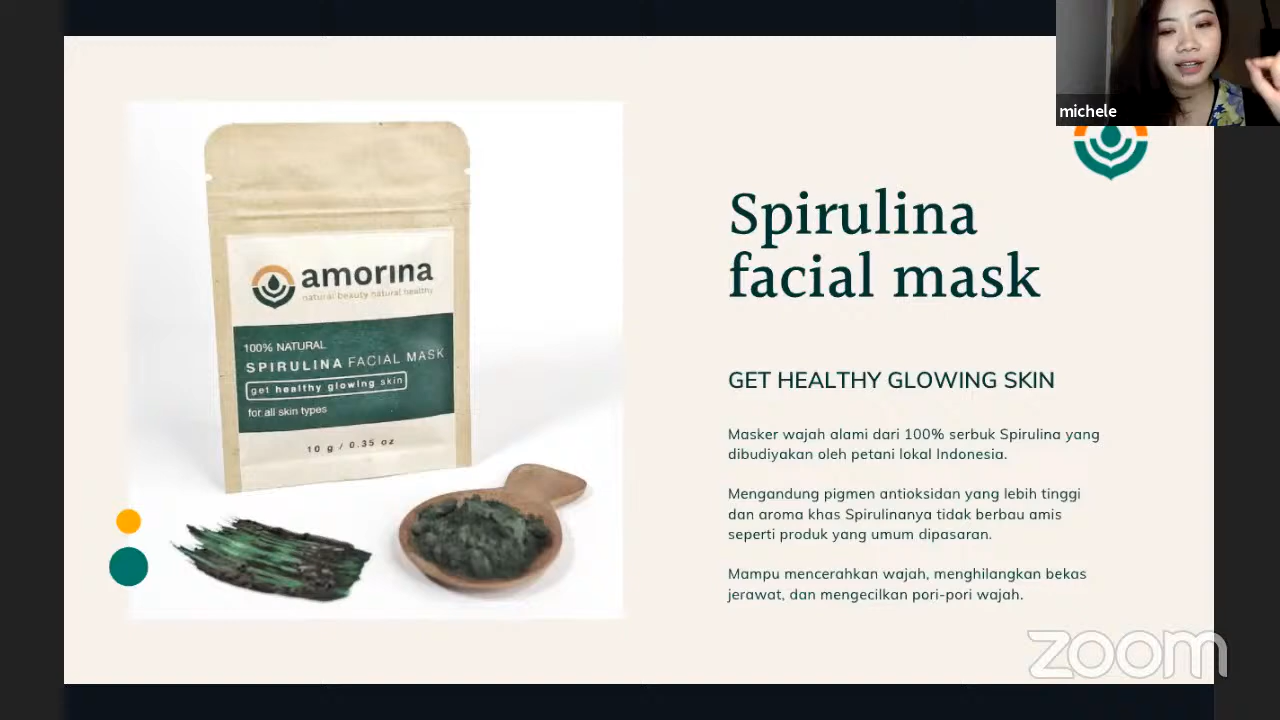 michele
amorina
natural beauty natural healthy
100% NATURAL
SPIRULINA FACIAL MASK
get healthy glowing skin
for all skin types
10 g / 0.35 oz
Spirulina
facial mask
GET HEALTHY GLOWING SKIN
Masker wajah alami dari 100% serbuk Spirulina yang
dibudiyakan oleh petani lokal Indonesia.
Mengandung pigmen antioksidan yang lebih tinggi
dan aroma khas Spirulinanya tidak berbau amis
seperti produk yang umum dipasaran.
Mampu mencerahkan wajah, menghilangkan bekas
jerawat, dan mengecilkan pori-pori wajah.
zoom